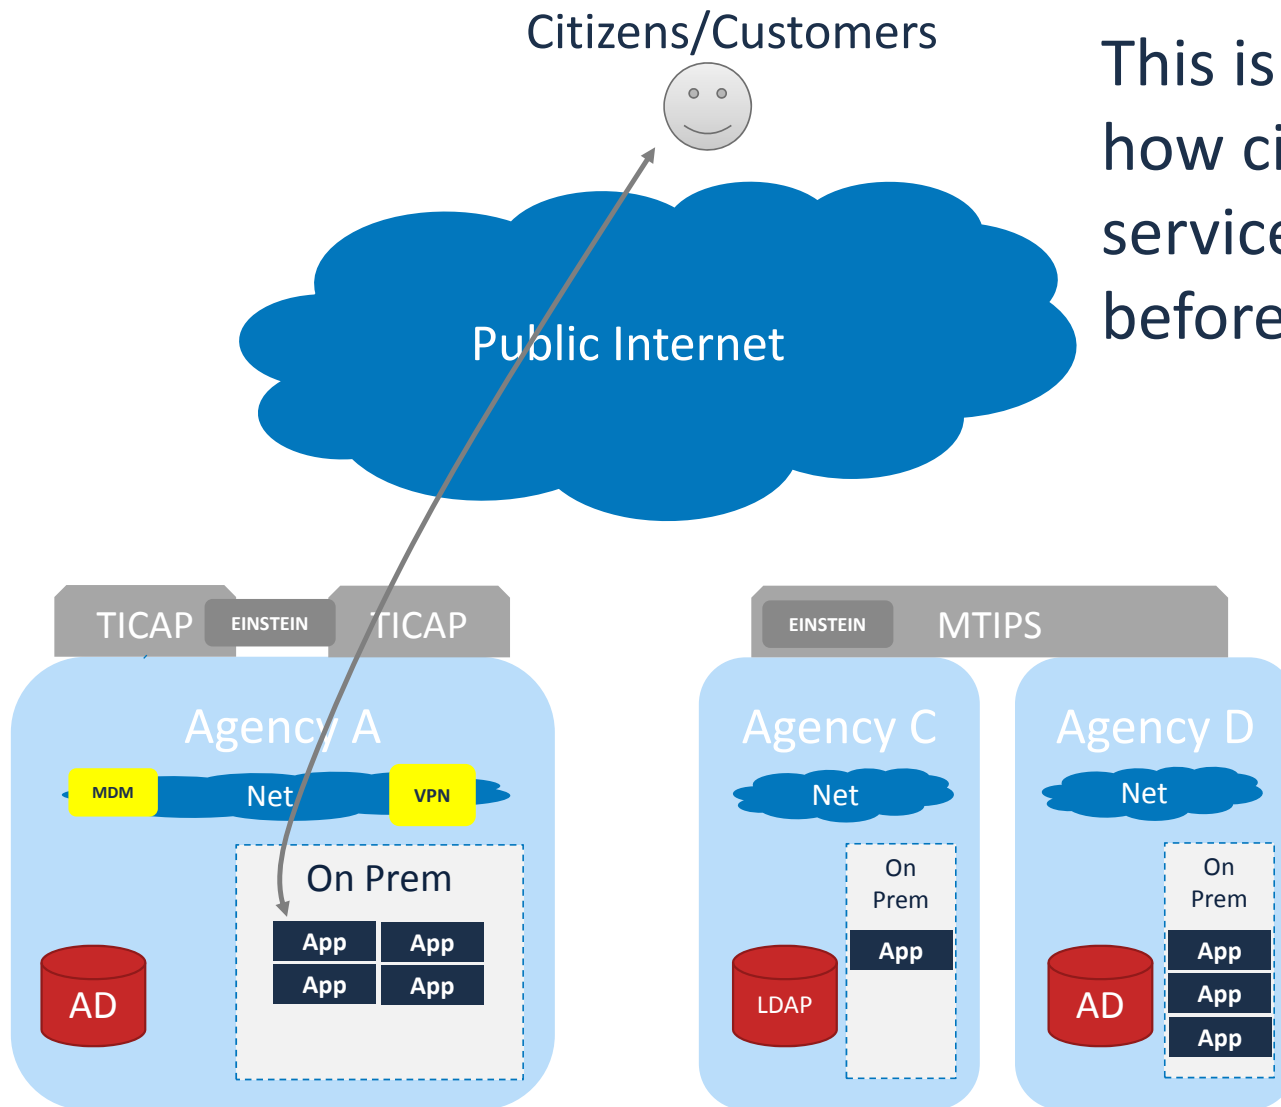 Citizens/Customers
This is
how ci
service
before
Public Internet
TICAP
EINSTEIN
TICAP
EINSTEIN
MTIPS
Agency A
Agency C
Agency D
MDM
Net
VPN
Net
Net
On Prem
On
Prem
On
Prem
App
App
App
App
App
App
App
App
AD
LDAP
AD